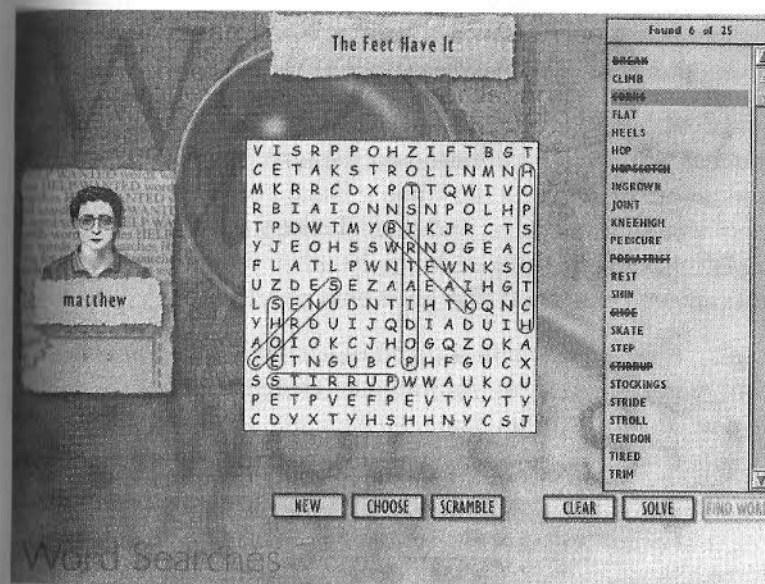 Found 6 of 25
The Feet Have It
BREAK
CLIMB
CORNS
FLAT
HEELS
HOP
HOPSCOTCH
INGROWN
JOINT
KNEEHIGH
PEDICURE
PODIATRIST
REST
SHIN
SHOE
SKATE
STEP
STIRRUP
STOCKINGS
STRIDE
STROLL
TENDON
TIRED
TRIM
V I S R P P O H Z I F T B G T
C E T A K S T R O L L N M N H
M K R R C D X P T T Q W I V O
R B I A I O N N S N P O L H P
T P D W T M Y B I K J R C T S
Y J E O H S S W R N O G E A C
F L A T L P W N T E W N K S O
U Z D E S E Z A A E A I H G T
L S E N U D N T I H T K Q N C
Y H R D U I J Q D I A D U I H
A O I O K C J H O G Q Z O K A
C E T N G U B C P H F G U C X
S S T I R R U P W W A U K O U
P E T P V E F P E V T V Y T Y
C D Y X T Y H S H H N Y C S J
matthew
NEW
CHOOSE
SCRAMBLE
CLEAR
SOLVE
FIND WORD
Word Searches